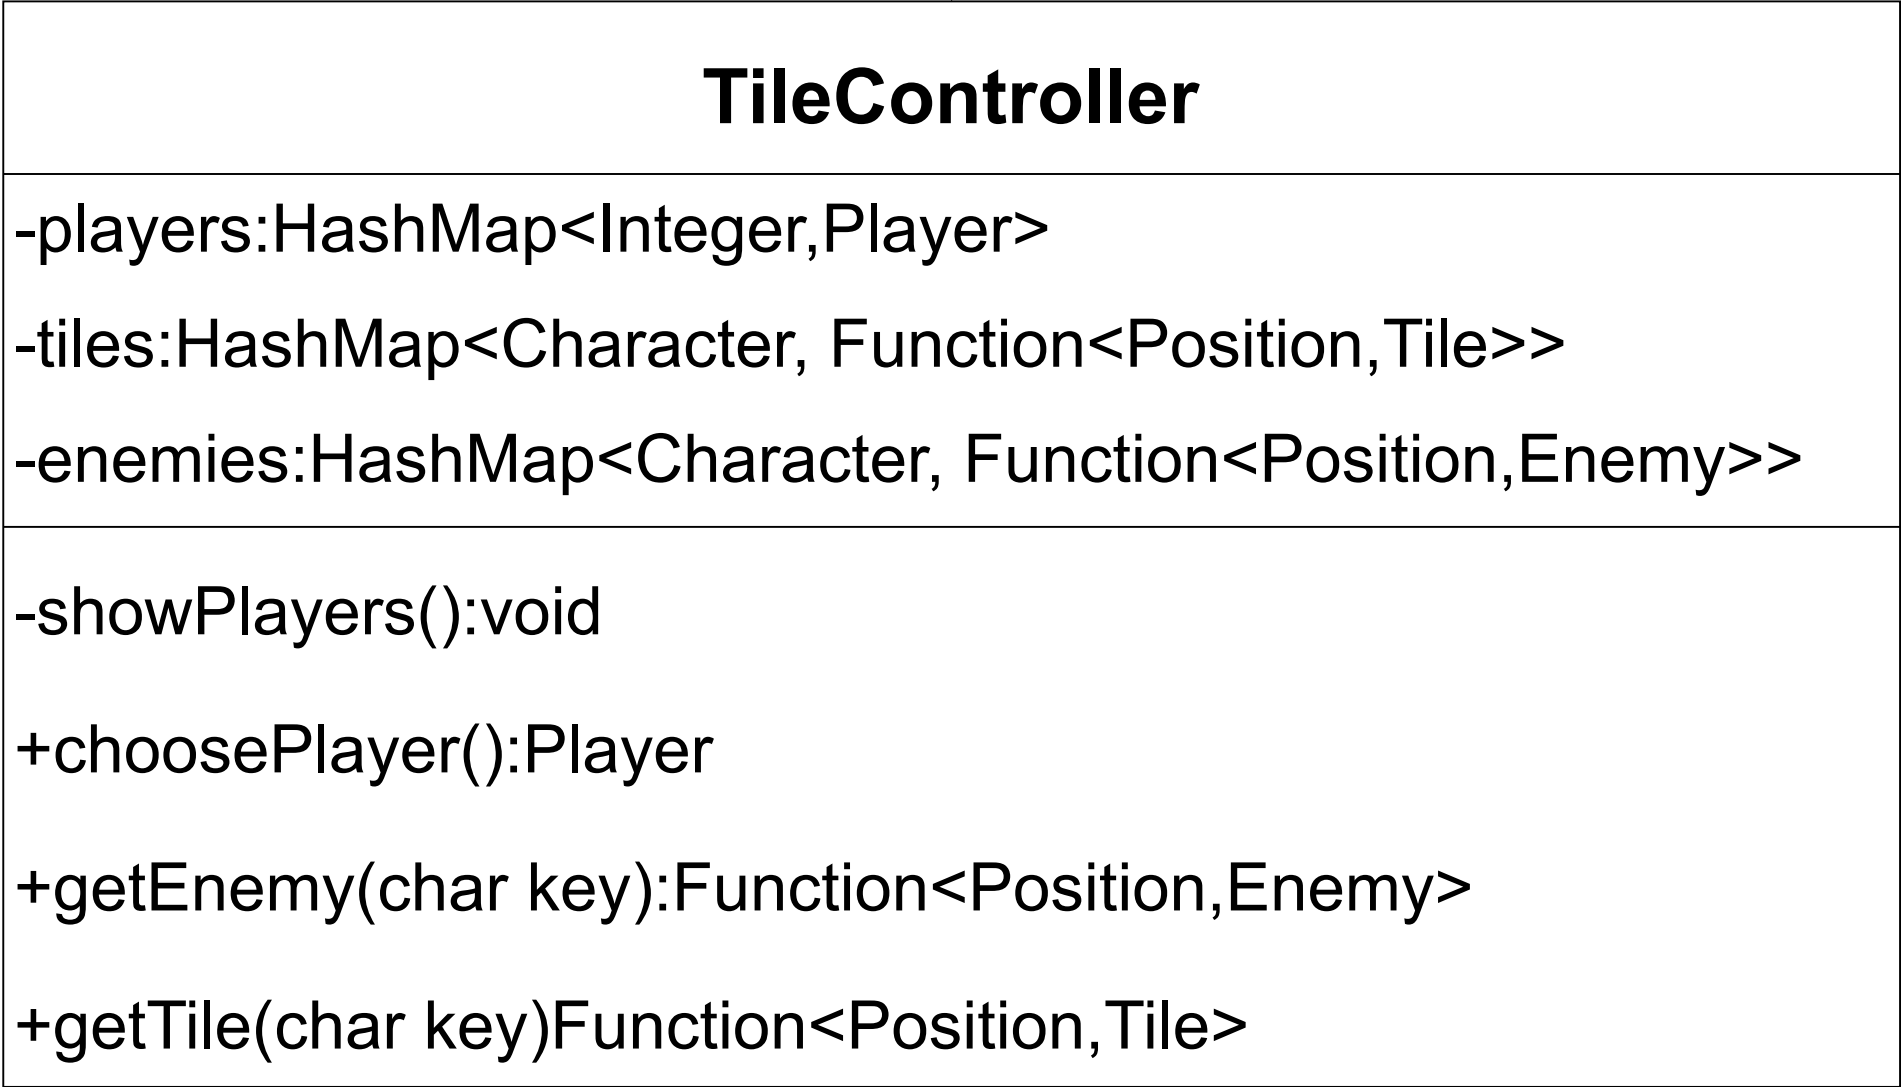 TileController
-players:HashMap<Integer,Player>
-tiles:HashMap<Character, Function<Position,Tile>>
-enemies:HashMap<Character, Function<Position,Enemy>>
-showPlayers():void
+choosePlayer():Player
+getEnemy(char key):Function<Position,Enemy>
+getTile(char key)Function<Position,Tile>